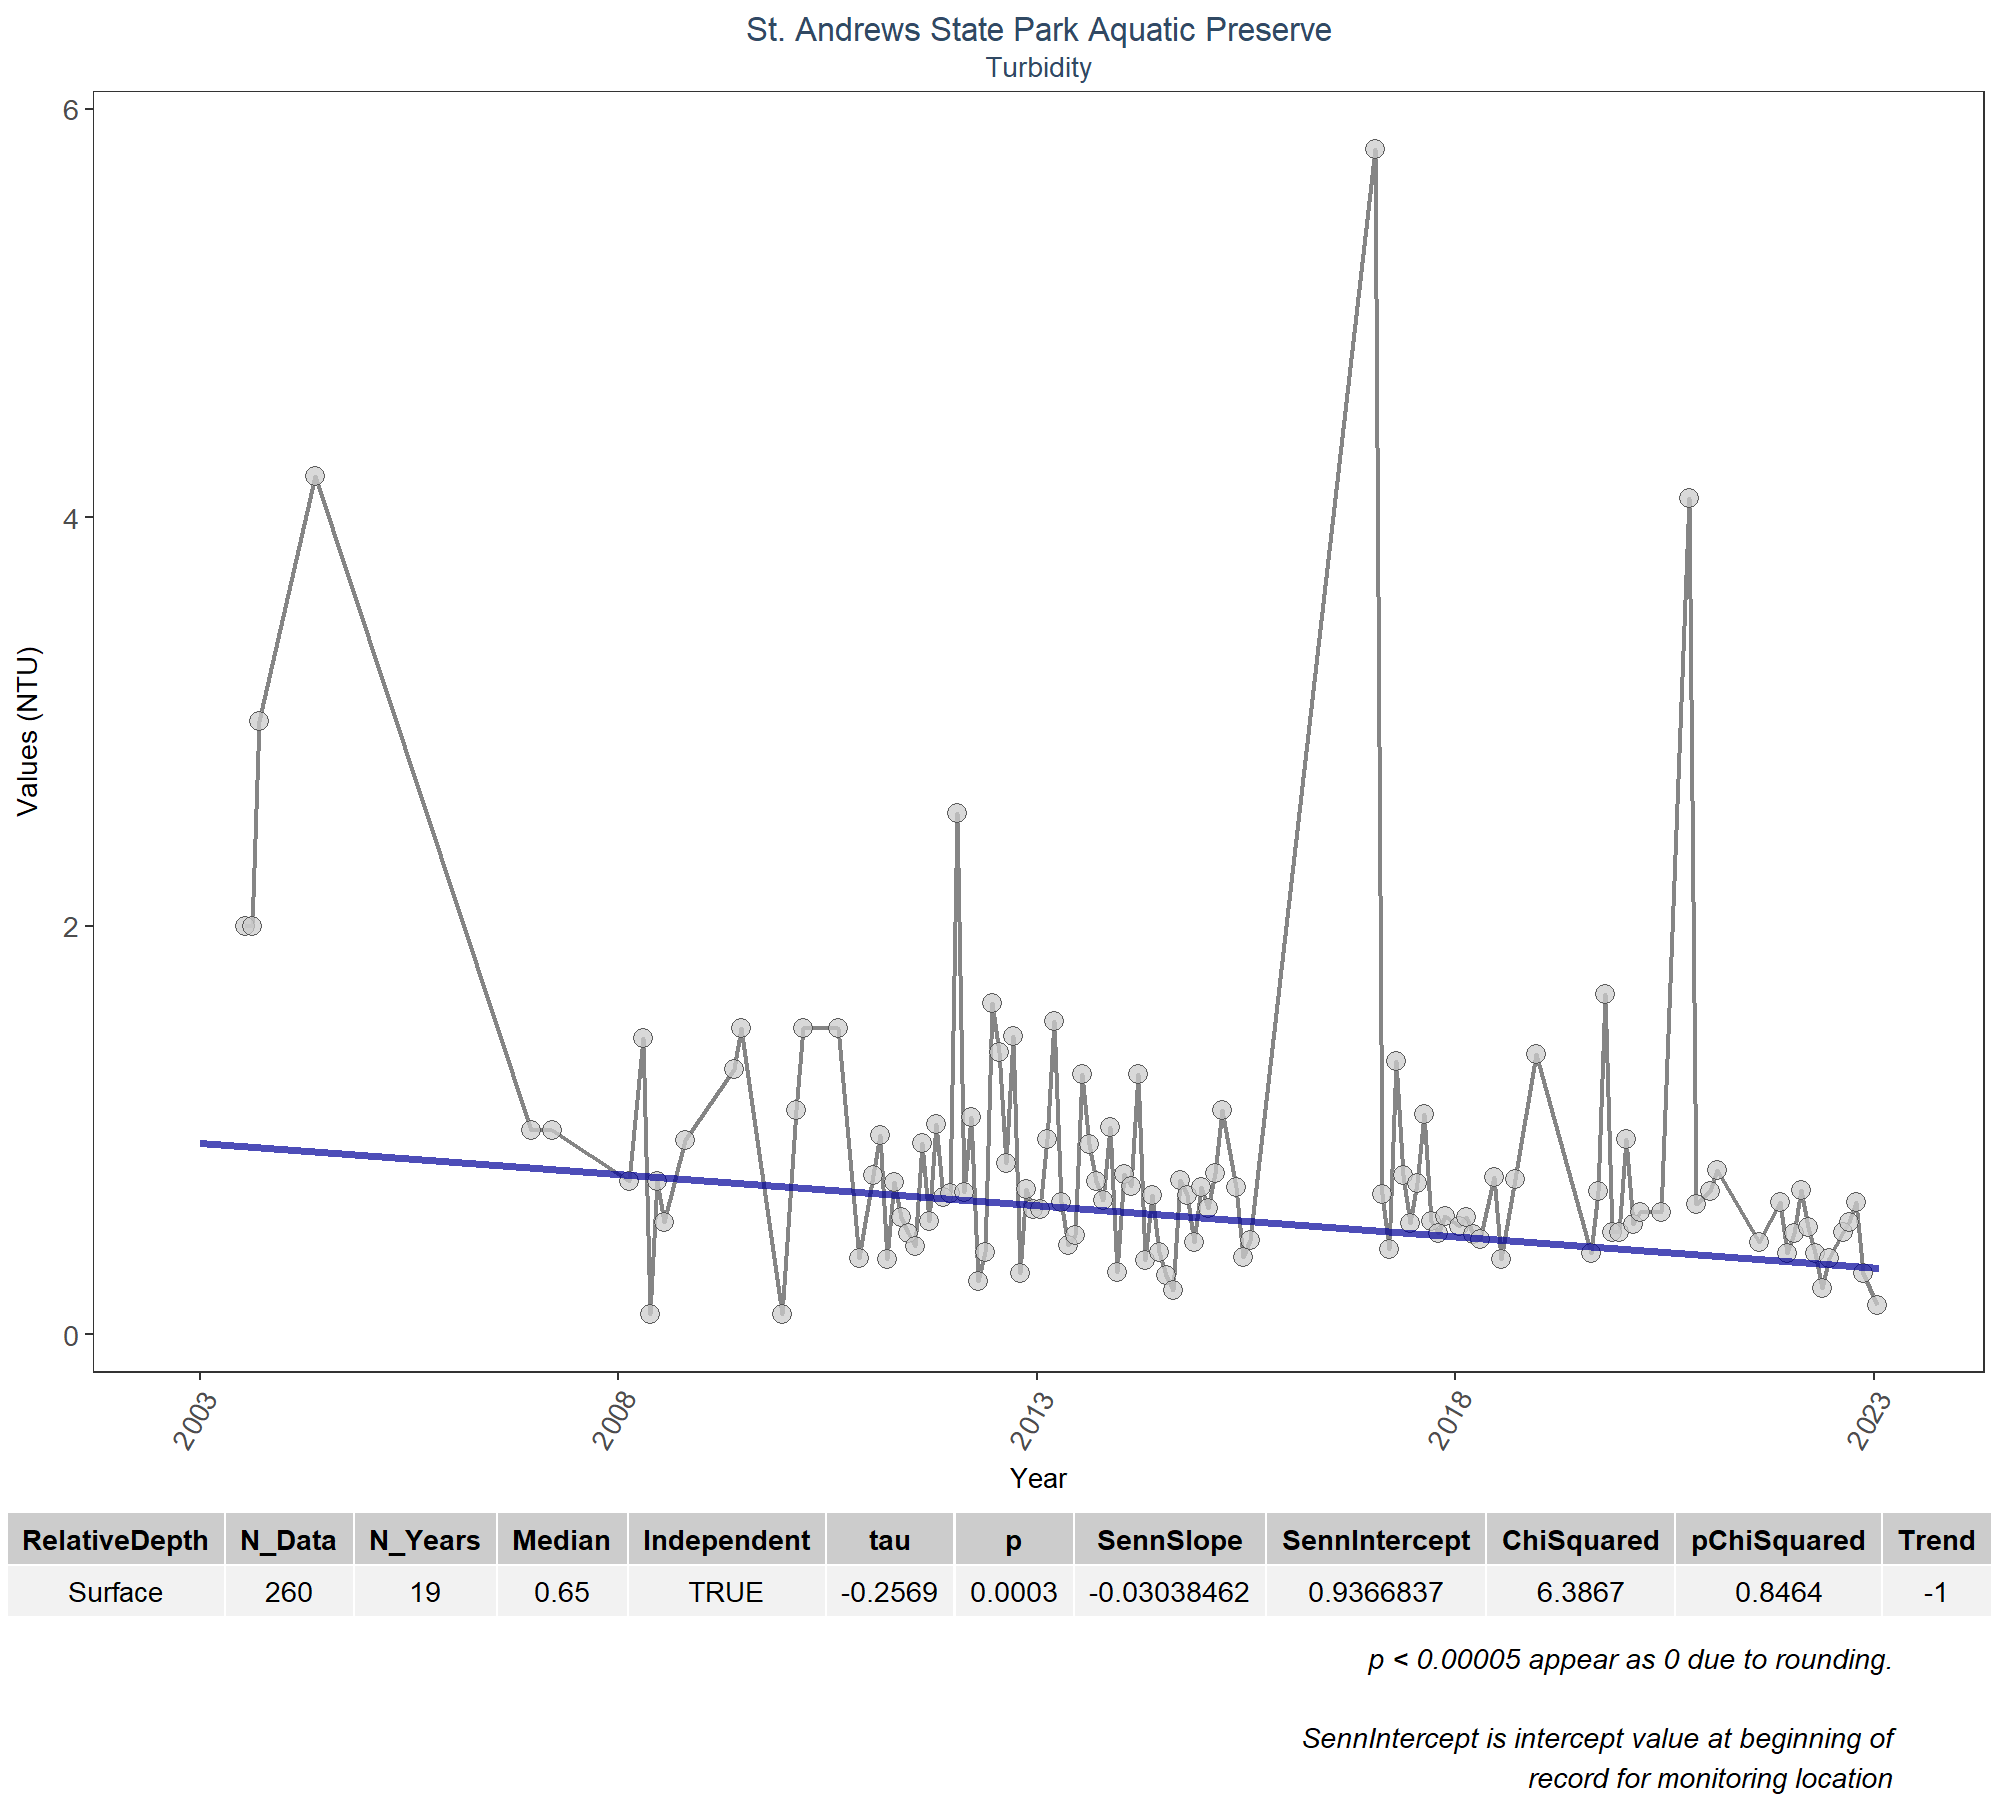 St. Andrews State Park Aquatic Preserve
Turbidity
6
4
2
0
Values (NTU)
2003 2008 2013 2018 2023
Year
RelativeDepth N_Data N_Years Median Independent tau p SennSlope SennIntercept ChiSquared pChiSquared Trend
Surface 260 19 0.65 TRUE -0.2569 0.0003 -0.03038462 0.9366837 6.3867 0.8464 -1
p < 0.00005 appear as 0 due to rounding.
SennIntercept is intercept value at beginning of
record for monitoring location